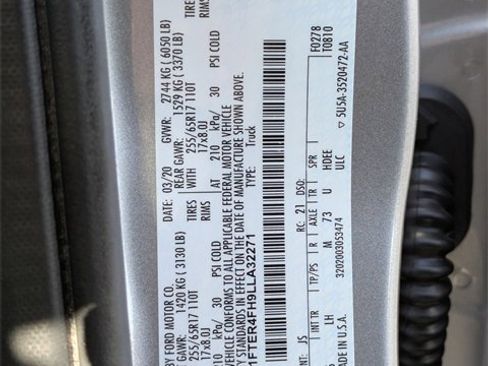 BY FORD MOTOR CO.
DATE: 03/20 GVWR: 2744 KG ( 6050 LB)
1420 KG ( 3130 LB) REAR GAWR: 1529 KG ( 3370 LB)
255/65R17 110T TIRES WITH 255/65R17 110T TIRE
17x8.0J RIMS 17x8.0J RIMS
210 kPa/ 30 PSI COLD AT 210 kPa/ 30 PSI COLD
VEHICLE CONFORMS TO ALL APPLICABLE FEDERAL MOTOR VEHICLE
Y STANDARDS IN EFFECT ON THE DATE OF MANUFACTURE SHOWN ABOVE.
1FTER4FH9LLA32271 TYPE: Truck
F0278
T0810
JS RC: 21 DSO:
INT TR TP/PS R AXLE TR SPR
LH M 73 U HDEE
MADE IN U.S.A. 3202003053474 ULC
5U5A-3520472-AA